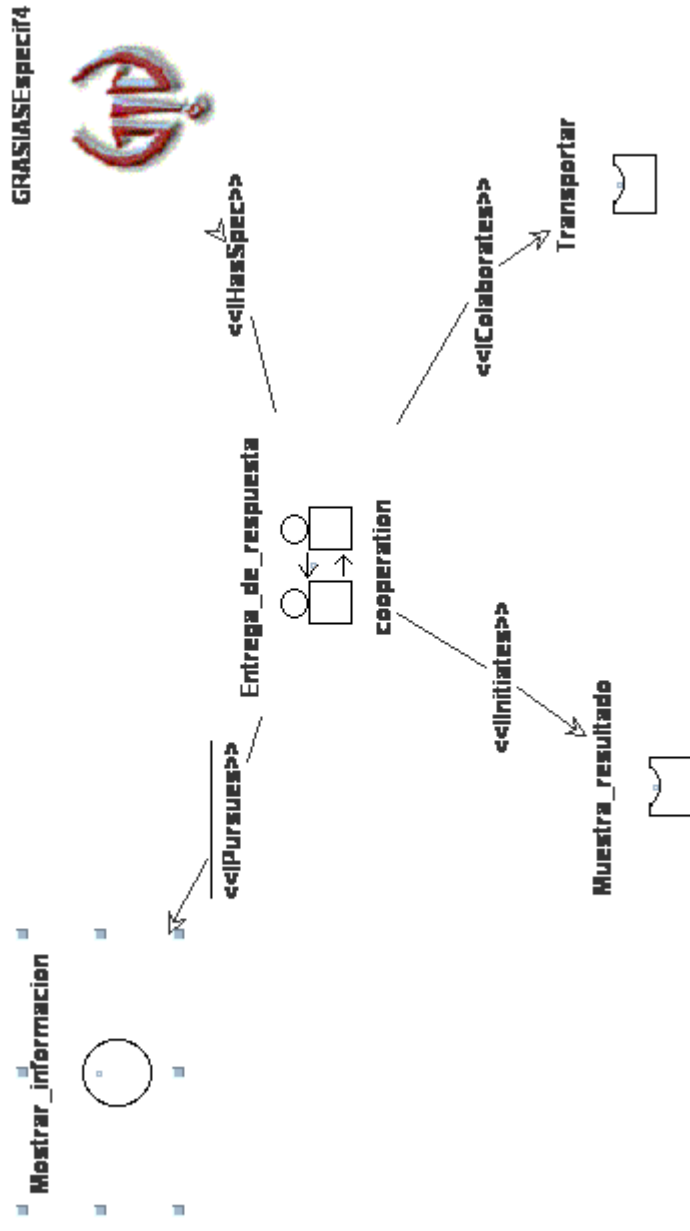 Mostrar_informacion
GRASIASEspecif4
<<IPursues>>
<<IHasSpec>>
Entrega_de_respuesta
cooperation
<<IInitiates>>
<<IColaborates>>
Muestra_resultado
Transportar